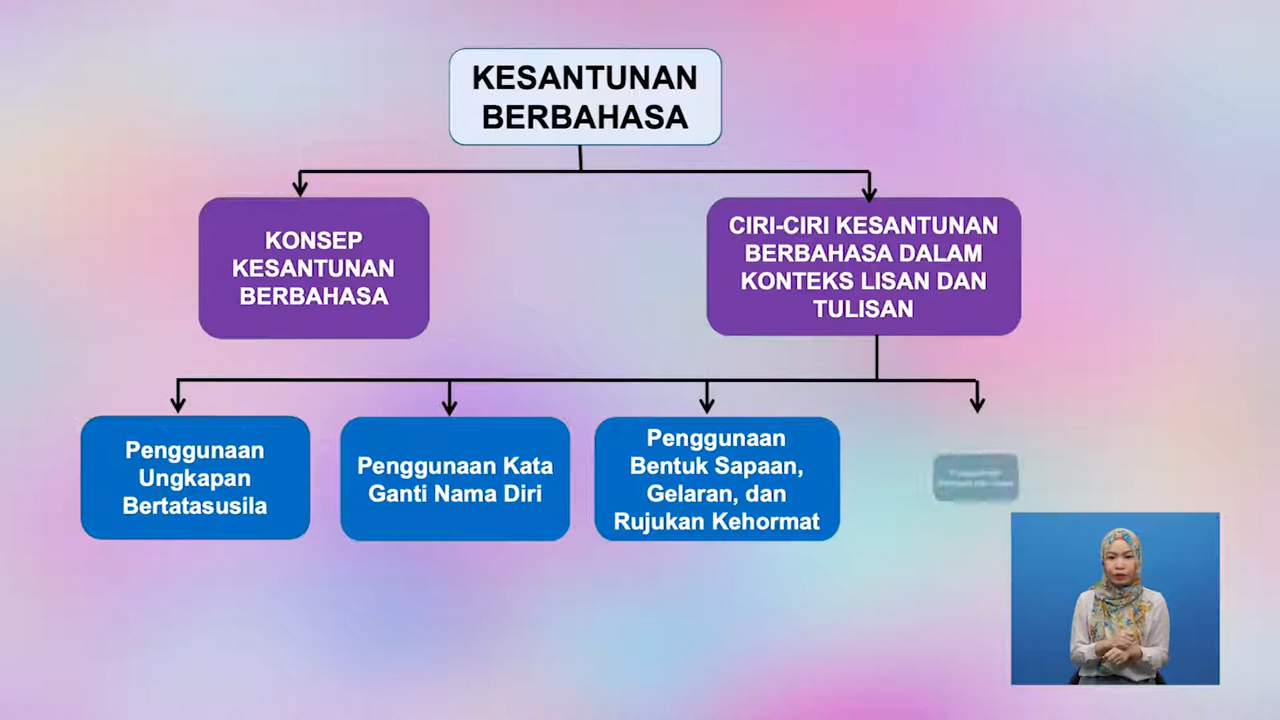 KESANTUNAN
BERBAHASA
KONSEP
KESANTUNAN
BERBAHASA
CIRI-CIRI KESANTUNAN
BERBAHASA DALAM
KONTEKS LISAN DAN
TULISAN
Penggunaan
Ungkapan
Bertatasusila
Penggunaan Kata
Ganti Nama Diri
Penggunaan
Bentuk Sapaan,
Gelaran, dan
Rujukan Kehormat